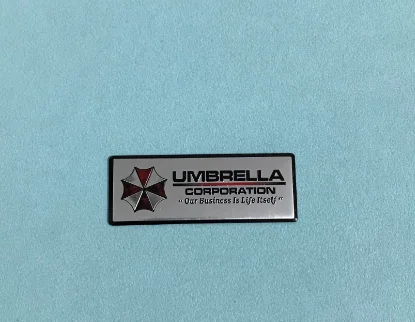 UMBRELLA
CORPORATION
"Our Business Is Life Itself"